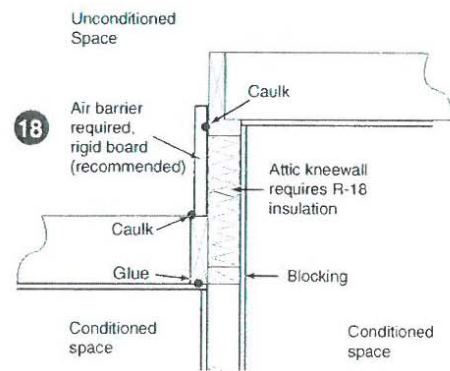 Unconditioned
Space
Caulk
18
Air barrier
required,
rigid board
(recommended)
Attic kneewall
requires R-18
insulation
Caulk
Glue
Blocking
Conditioned
space
Conditioned
space